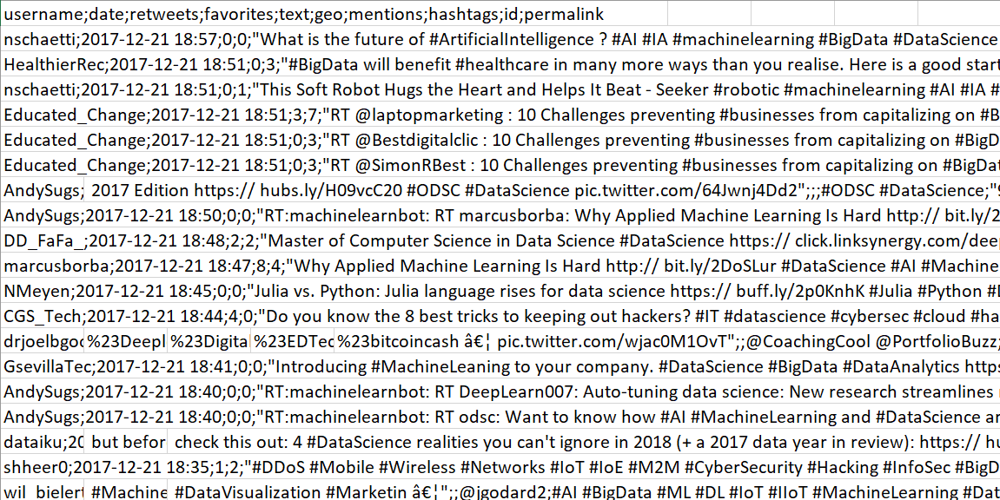 username;date;retweets;favorites;text;geo;mentions;hashtags;id;permalink
nschaetti;2017-12-21 18:57;0;0;"What is the future of #ArtificialIntelligence ? #AI #IA #machinelearning #BigData #DataScience
HealthierRec;2017-12-21 18:51;0;3;"#BigData will benefit #healthcare in many more ways than you realise. Here is a good start
nschaetti;2017-12-21 18:51;0;1;"This Soft Robot Hugs the Heart and Helps It Beat - Seeker #robotic #machinelearning #AI #IA #
Educated_Change;2017-12-21 18:51;3;7;"RT @laptopmarketing : 10 Challenges preventing #businesses from capitalizing on #B
Educated_Change;2017-12-21 18:51;0;3;"RT @Bestdigitalclic : 10 Challenges preventing #businesses from capitalizing on #BigD
Educated_Change;2017-12-21 18:51;0;3;"RT @SimonRBest : 10 Challenges preventing #businesses from capitalizing on #BigDat
AndySugs; 2017 Edition https:// hubs.ly/H09vcC20 #ODSC #DataScience pic.twitter.com/64Jwnj4Dd2";;;#ODSC #DataScience;"9
AndySugs;2017-12-21 18:50;0;0;"RT:machinelearnbot: RT marcusborba: Why Applied Machine Learning Is Hard http:// bit.ly/2
DD_FaFa_;2017-12-21 18:48;2;2;"Master of Computer Science in Data Science #DataScience https:// click.linksynergy.com/deep
marcusborba;2017-12-21 18:47;8;4;"Why Applied Machine Learning Is Hard http:// bit.ly/2DoSLur #DataScience #AI #Machine
NMeyen;2017-12-21 18:45;0;0;"Julia vs. Python: Julia language rises for data science https:// buff.ly/2p0KnhK #Julia #Python #D
CGS_Tech;2017-12-21 18:44;4;0;"Do you know the 8 best tricks to keeping out hackers? #IT #datascience #cybersec #cloud #ha
drjoelbgoo %23Deepl %23Digita %23EDTec %23bitcoincash â€¦ pic.twitter.com/wjac0M1OvT";;@CoachingCool @PortfolioBuzz;
GsevillaTec;2017-12-21 18:41;0;0;"Introducing #MachineLeaning to your company. #DataScience #BigData #DataAnalytics https
AndySugs;2017-12-21 18:40;0;0;"RT:machinelearnbot: RT DeepLearn007: Auto-tuning data science: New research streamlines
AndySugs;2017-12-21 18:40;0;0;"RT:machinelearnbot: RT odsc: Want to know how #AI #MachineLearning and #DataScience ar
dataiku;20 but befor check this out: 4 #DataScience realities you can't ignore in 2018 (+ a 2017 data year in review): https:// hu
shheer0;2017-12-21 18:35;1;2;"#DDoS #Mobile #Wireless #Networks #IoT #IoE #M2M #CyberSecurity #Hacking #InfoSec #BigD
wil_bielert #Machine #DataVisualization #Marketin â€¦";;@jgodard2;#AI #BigData #ML #DL #IoT #IIoT #MachineLearning #Dat